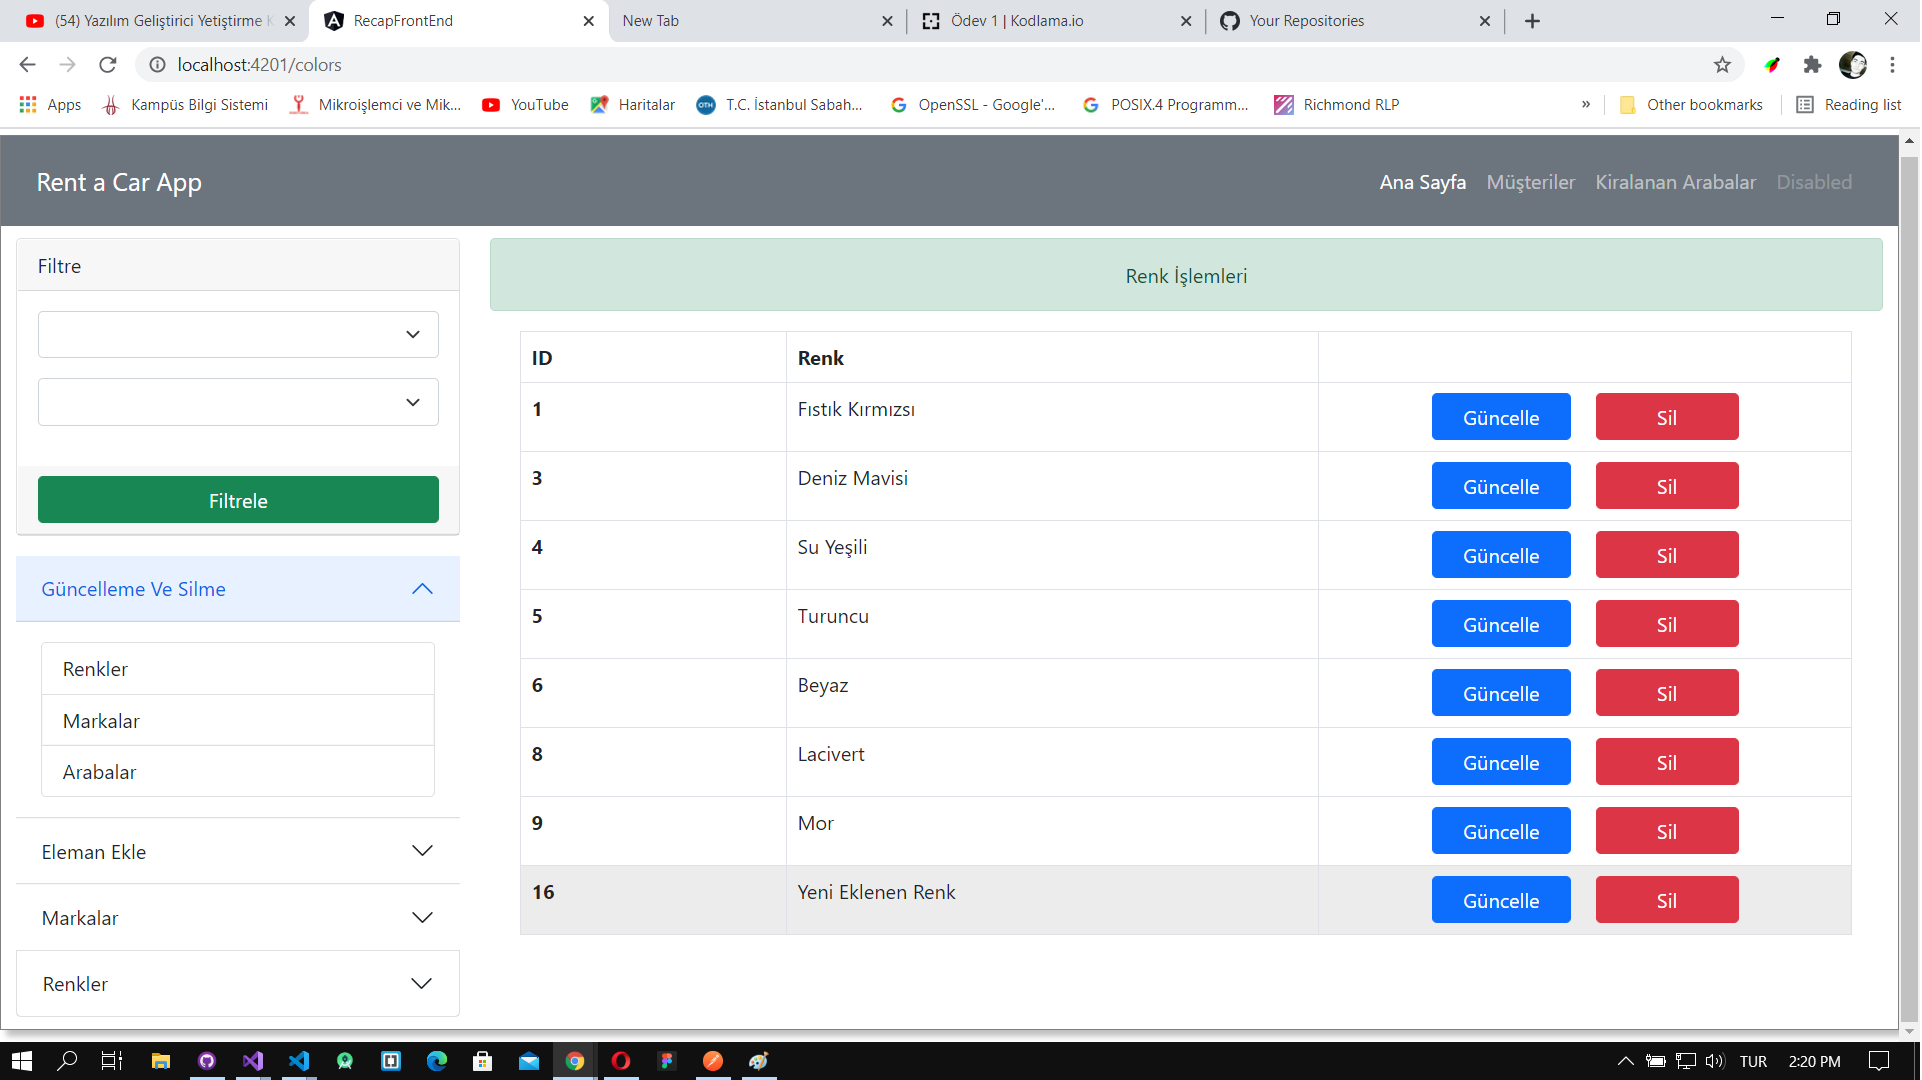 (54) Yazılım Geliştirici Yetiştirme K
RecapFrontEnd
New Tab
Ödev 1 | Kodlama.io
Your Repositories
localhost:4201/colors
Apps
Kampüs Bilgi Sistemi
Mikroişlemci ve Mik...
YouTube
Haritalar
T.C. İstanbul Sabah...
OpenSSL - Google'...
POSIX.4 Programm...
Richmond RLP
»
Other bookmarks
Reading list
Rent a Car App
Ana Sayfa
Müşteriler
Kiralanan Arabalar
Disabled
Filtre
Filtrele
Güncelleme Ve Silme
Renkler
Markalar
Arabalar
Eleman Ekle
Markalar
Renkler
Renk İşlemleri
ID Renk
1 Fıstık Kırmızsı Güncelle Sil
3 Deniz Mavisi Güncelle Sil
4 Su Yeşili Güncelle Sil
5 Turuncu Güncelle Sil
6 Beyaz Güncelle Sil
8 Lacivert Güncelle Sil
9 Mor Güncelle Sil
16 Yeni Eklenen Renk Güncelle Sil
TUR
2:20 PM